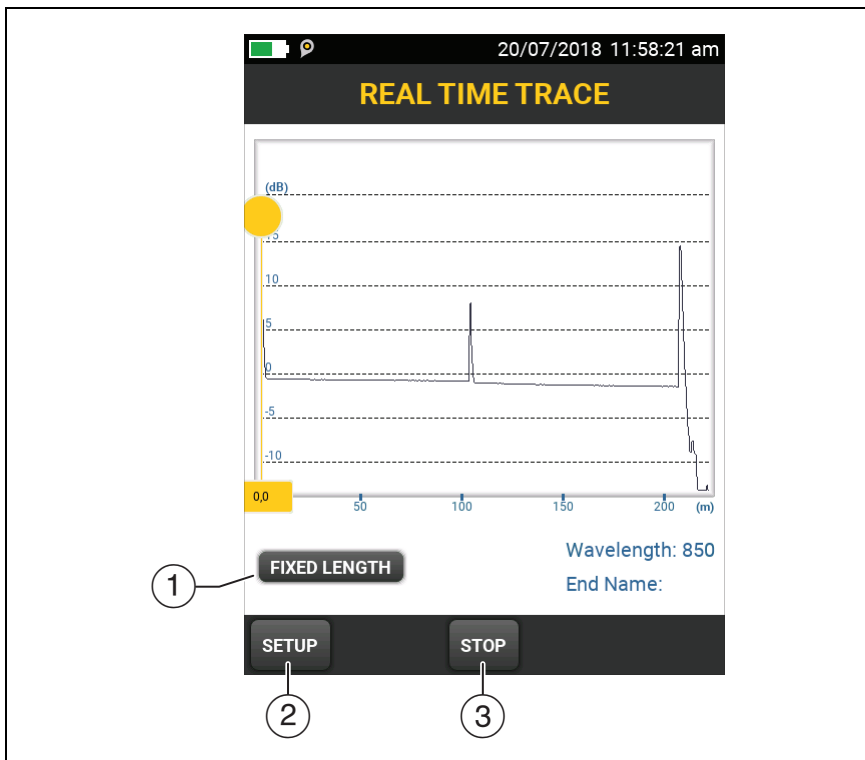 20/07/2018 11:58:21 am
REAL TIME TRACE
(dB)
15
10
5
0
-5
-10
0,0
50 100 150 200 (m)
Wavelength: 850
FIXED LENGTH
End Name:
1
SETUP STOP
2 3